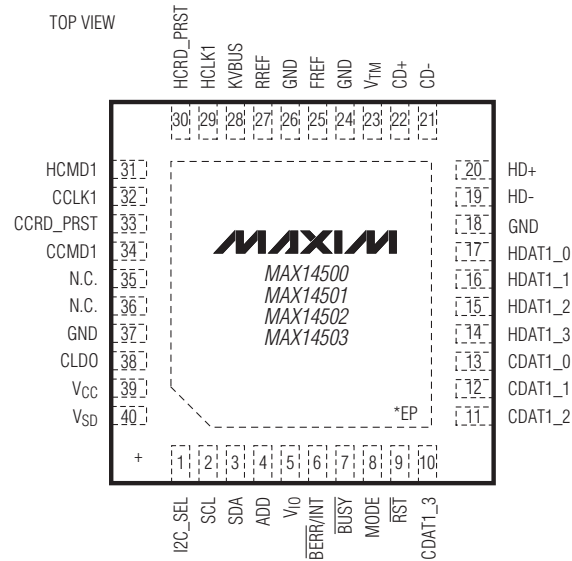 TOP VIEW
HCRD_PRST
HCLK1
KVBUS
RREF
GND
FREF
GND
VTM
CD+
CD-
30 29 28 27 26 25 24 23 22 21
HCMD1 31
CCLK1 32
CCRD_PRST 33
CCMD1 34
N.C. 35
N.C. 36
GND 37
CLDO 38
VCC 39
VSD 40
MAXIM
MAX14500
MAX14501
MAX14502
MAX14503
*EP
20 HD+
19 HD-
18 GND
17 HDAT1_0
16 HDAT1_1
15 HDAT1_2
14 HDAT1_3
13 CDAT1_0
12 CDAT1_1
11 CDAT1_2
+
1 2 3 4 5 6 7 8 9 10
I2C_SEL
SCL
SDA
ADD
VIO
BERR/INT
BUSY
MODE
RST
CDAT1_3